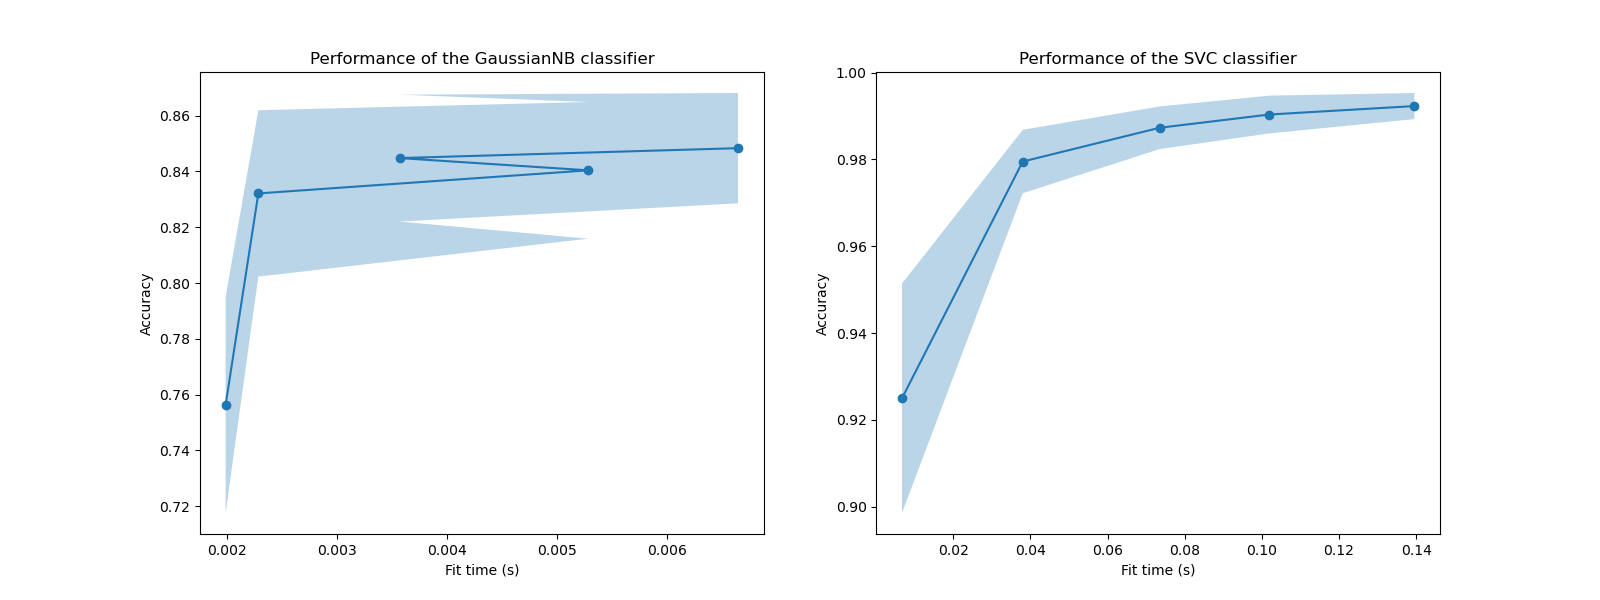 Performance of the GaussianNB classifier
0.86
0.84
0.82
0.80
0.78
0.76
0.74
0.72
Accuracy
0.002 0.003 0.004 0.005 0.006
Fit time (s)
Performance of the SVC classifier
1.00
0.98
0.96
0.94
0.92
0.90
Accuracy
0.02 0.04 0.06 0.08 0.10 0.12 0.14
Fit time (s)